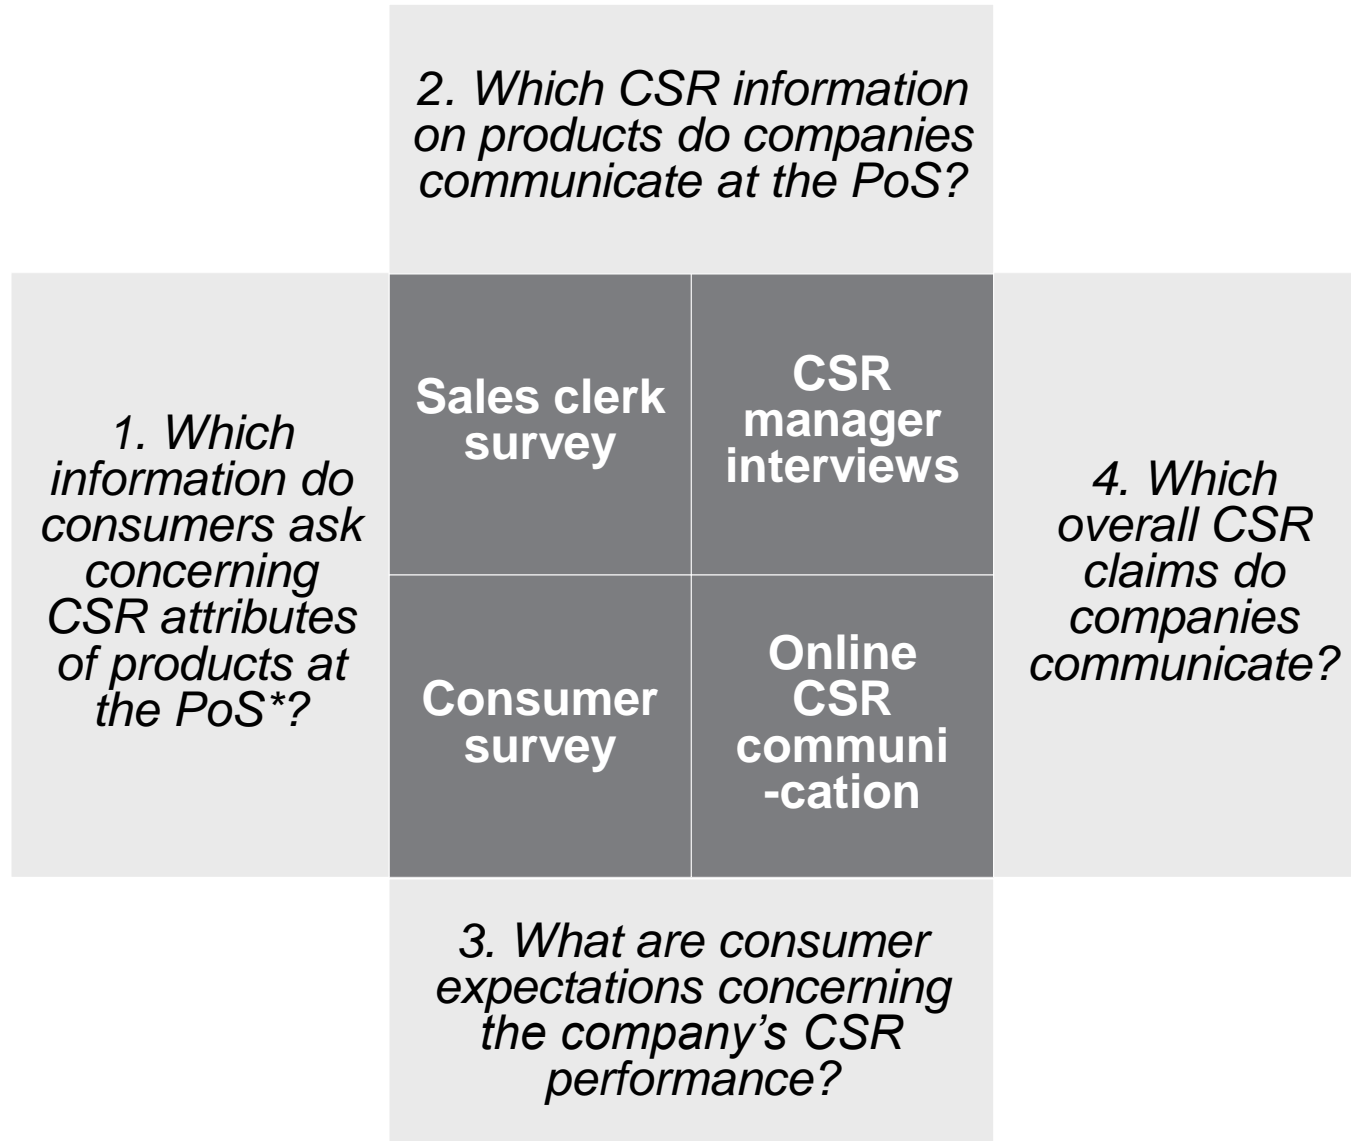 2. Which CSR information
on products do companies
communicate at the PoS?
1. Which
information do
consumers ask
concerning
CSR attributes
of products at
the PoS*?
Sales clerk
survey
CSR
manager
interviews
Consumer
survey
Online
CSR
communi
-cation
4. Which
overall CSR
claims do
companies
communicate?
3. What are consumer
expectations concerning
the company’s CSR
performance?